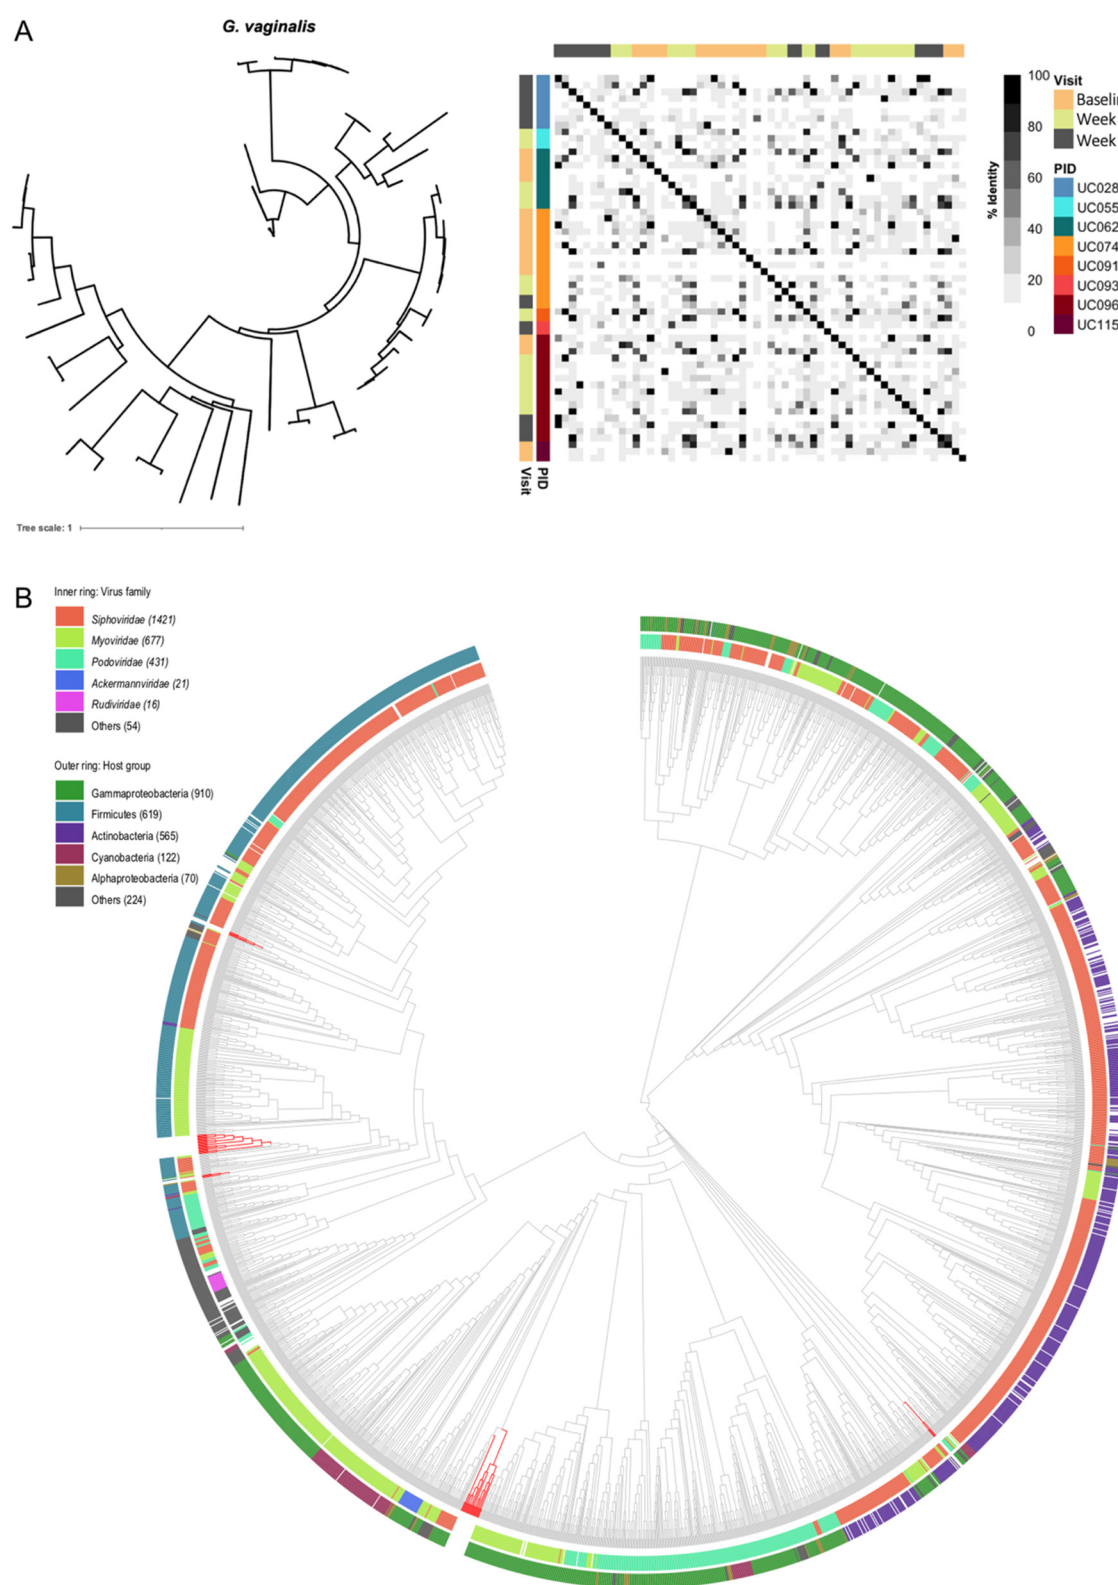 A
G. vaginalis
Tree scale: 1
Visit
PID
% Identity
100
80
60
40
20
0
Visit
Baselin
Week
Week
PID
UC028
UC055
UC062
UC074
UC091
UC093
UC096
UC115
B
Inner ring: Virus family
Siphoviridae (1421)
Myoviridae (677)
Podoviridae (431)
Ackermannviridae (21)
Rudiviridae (16)
Others (54)
Outer ring: Host group
Gammaproteobacteria (910)
Firmicutes (619)
Actinobacteria (565)
Cyanobacteria (122)
Alphaproteobacteria (70)
Others (224)